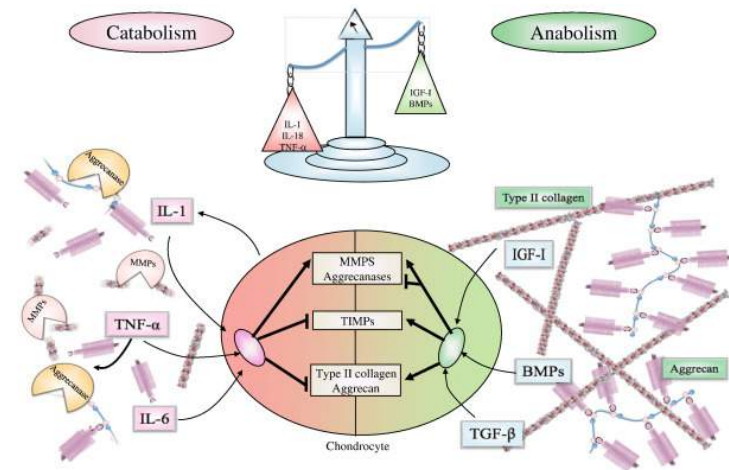 Catabolism
Anabolism
IGF-I
BMPs
IL-1
IL-18
TNF-α
Aggrecanase
IL-1
MMPs
MMPs
TNF-α
Aggrecanase
IL-6
MMPS
Aggrecanases
TIMPs
Type II collagen
Aggrecan
Chondrocyte
Type II collagen
IGF-I
BMPs
Aggrecan
TGF-β